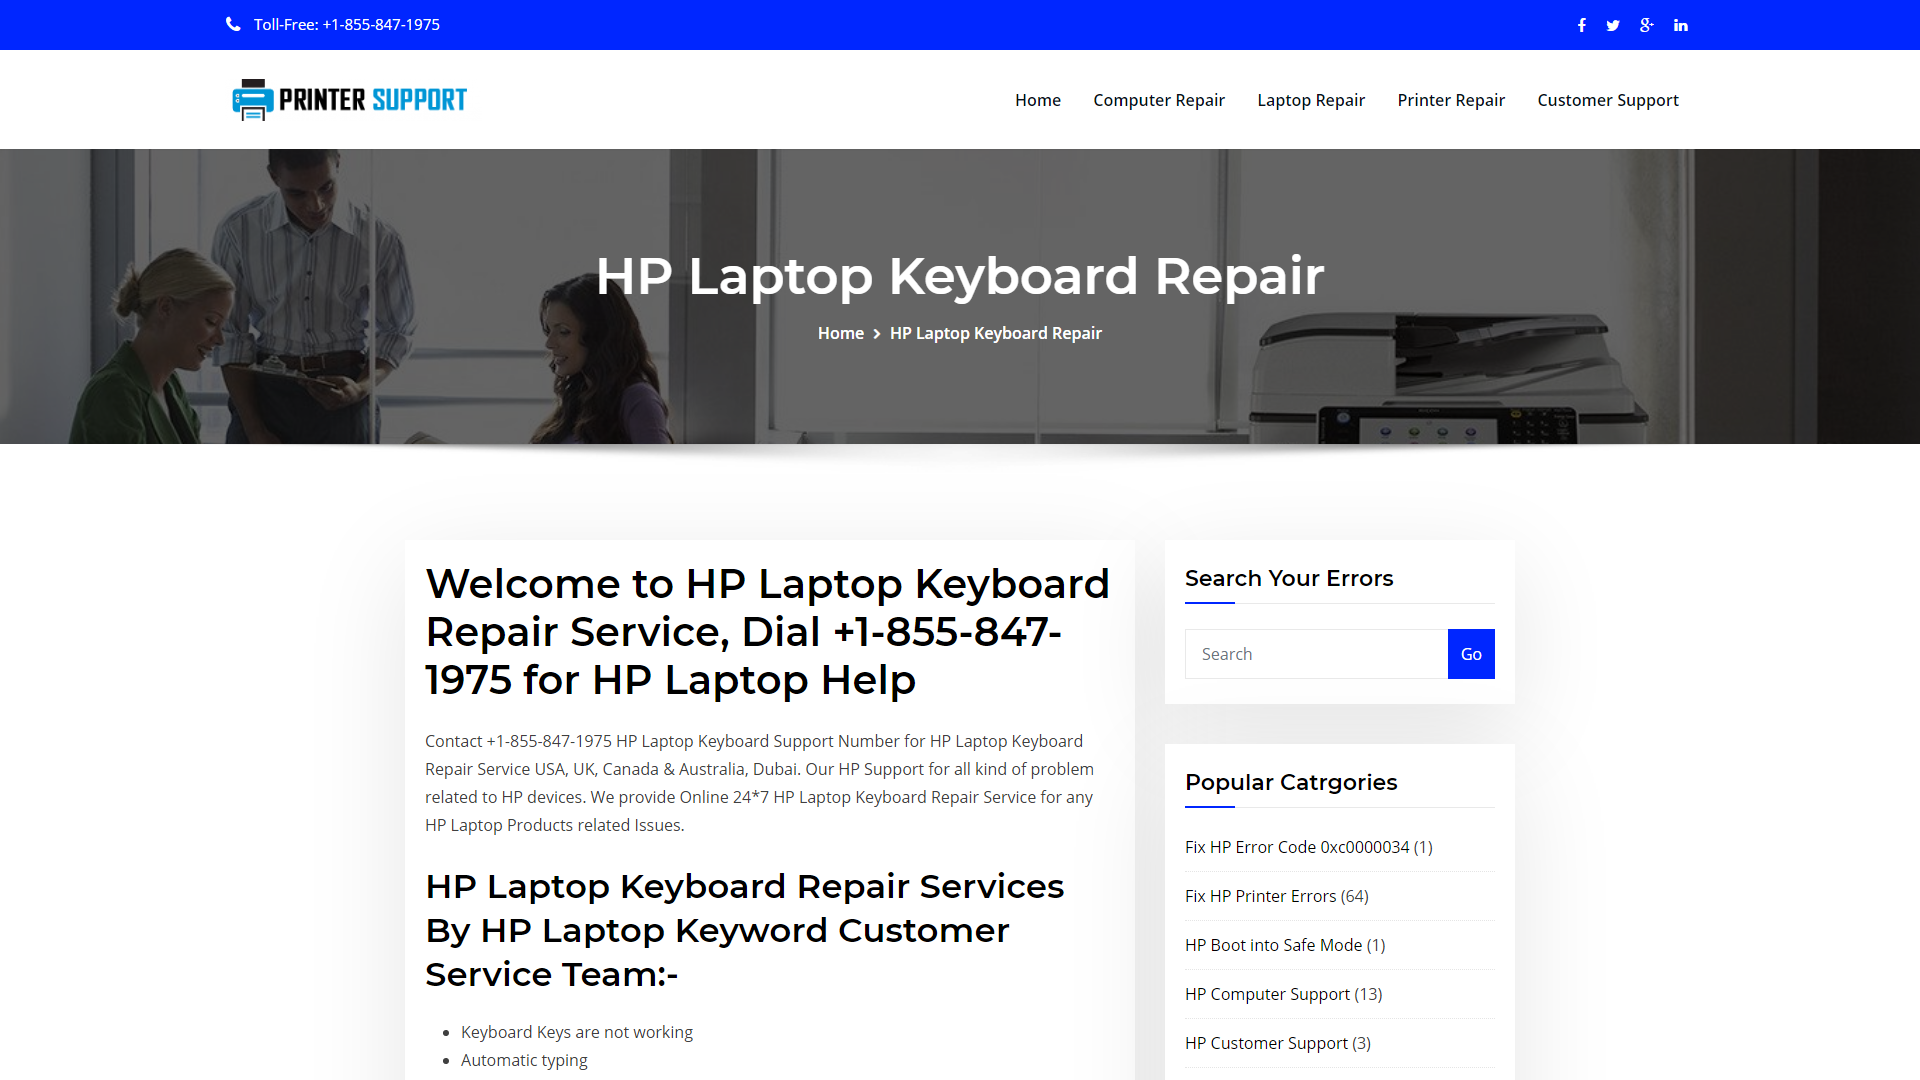 Toll-Free: +1-855-847-1975
PRINTER SUPPORT
Home
Computer Repair
Laptop Repair
Printer Repair
Customer Support
HP Laptop Keyboard Repair
Home
HP Laptop Keyboard Repair
Welcome to HP Laptop Keyboard
Repair Service, Dial +1-855-847-
1975 for HP Laptop Help
Contact +1-855-847-1975 HP Laptop Keyboard Support Number for HP Laptop Keyboard
Repair Service USA, UK, Canada & Australia, Dubai. Our HP Support for all kind of problem
related to HP devices. We provide Online 24*7 HP Laptop Keyboard Repair Service for any
HP Laptop Products related Issues.
HP Laptop Keyboard Repair Services
By HP Laptop Keyword Customer
Service Team:-
Keyboard Keys are not working
Automatic typing
Search Your Errors
Search
Go
Popular Catrgories
Fix HP Error Code 0xc0000034 (1)
Fix HP Printer Errors (64)
HP Boot into Safe Mode (1)
HP Computer Support (13)
HP Customer Support (3)